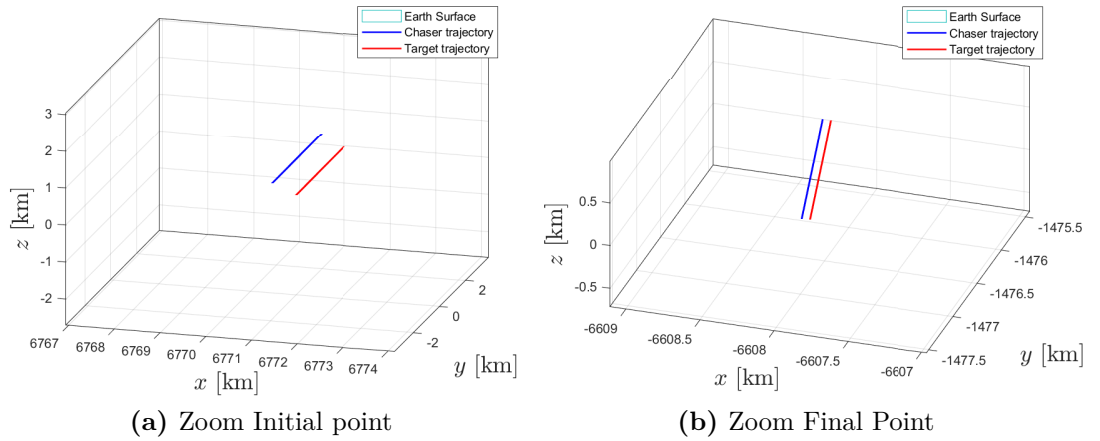 Earth Surface
Chaser trajectory
Target trajectory
3
2
1
0
-1
-2
z [km]
6767
6768
6769
6770
6771
6772
6773
6774
x [km]
-2
0
2
y [km]
(a) Zoom Initial point
Earth Surface
Chaser trajectory
Target trajectory
0.5
0
-0.5
z [km]
-6609
-6608.5
-6608
-6607.5
-6607
x [km]
-1475.5
-1476
-1476.5
-1477
-1477.5
y [km]
(b) Zoom Final Point